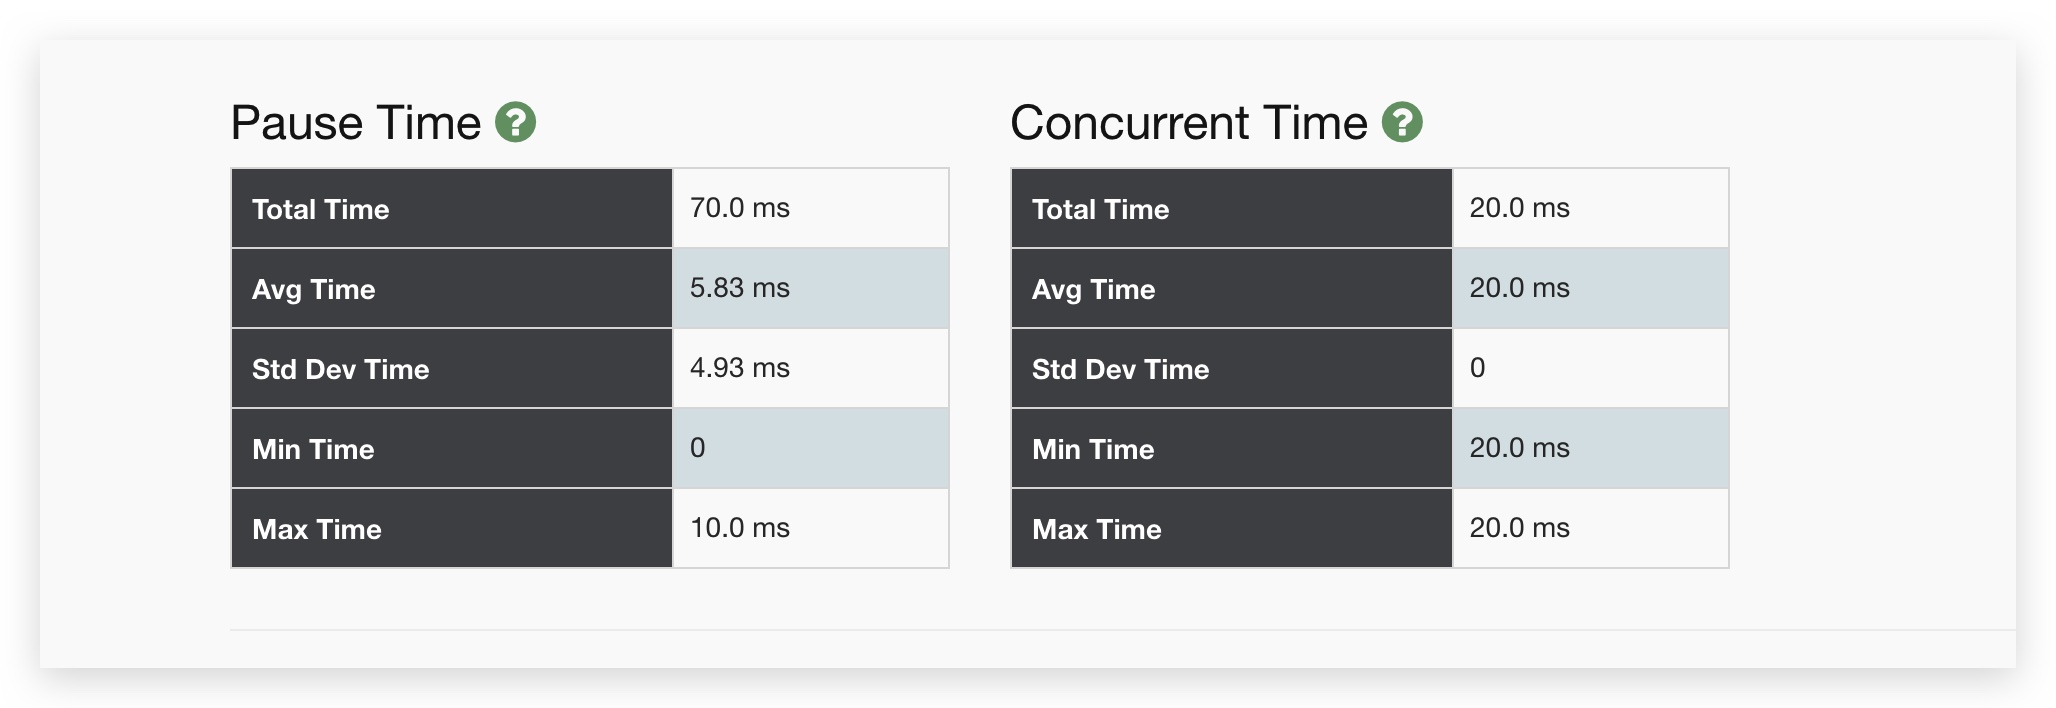 Pause Time ?
Total Time 70.0 ms
Avg Time 5.83 ms
Std Dev Time 4.93 ms
Min Time 0
Max Time 10.0 ms
Concurrent Time ?
Total Time 20.0 ms
Avg Time 20.0 ms
Std Dev Time 0
Min Time 20.0 ms
Max Time 20.0 ms